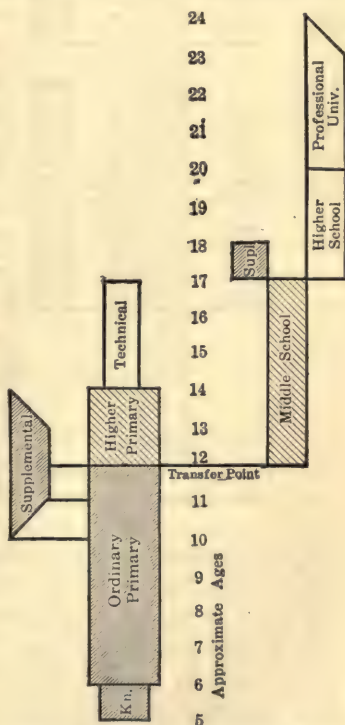 24
23
22
21
20
19
18
17
16
15
14
13
12
11
10
9
8
7
6
5
Approximate Ages
Transfer Point
Professional
Univ.
Higher
School
Supl
Middle School
Technical
Higher
Primary
Supplemental
Ordinary
Primary
Kn.